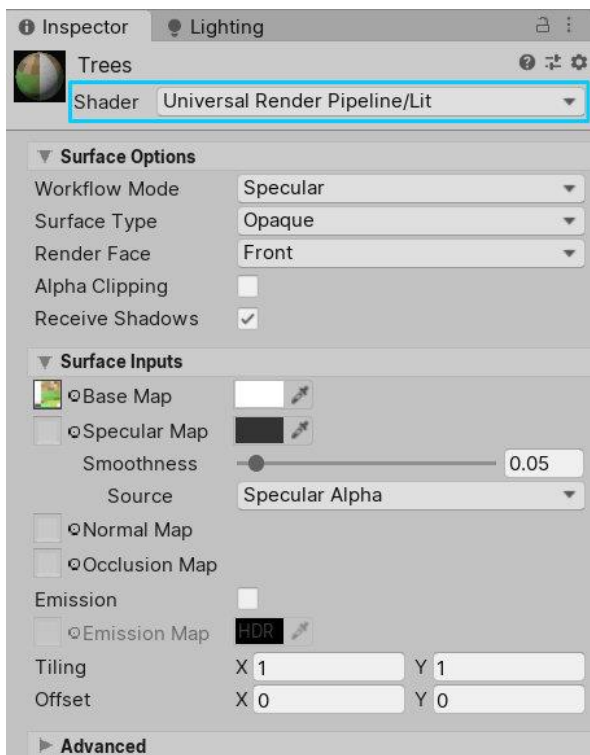 Inspector Lighting
Trees
Shader Universal Render Pipeline/Lit
Surface Options
Workflow Mode Specular
Surface Type Opaque
Render Face Front
Alpha Clipping
Receive Shadows
Surface Inputs
Base Map
Specular Map
Smoothness 0.05
Source Specular Alpha
Normal Map
Occlusion Map
Emission
Emission Map HDR
Tiling X 1 Y 1
Offset X 0 Y 0
Advanced